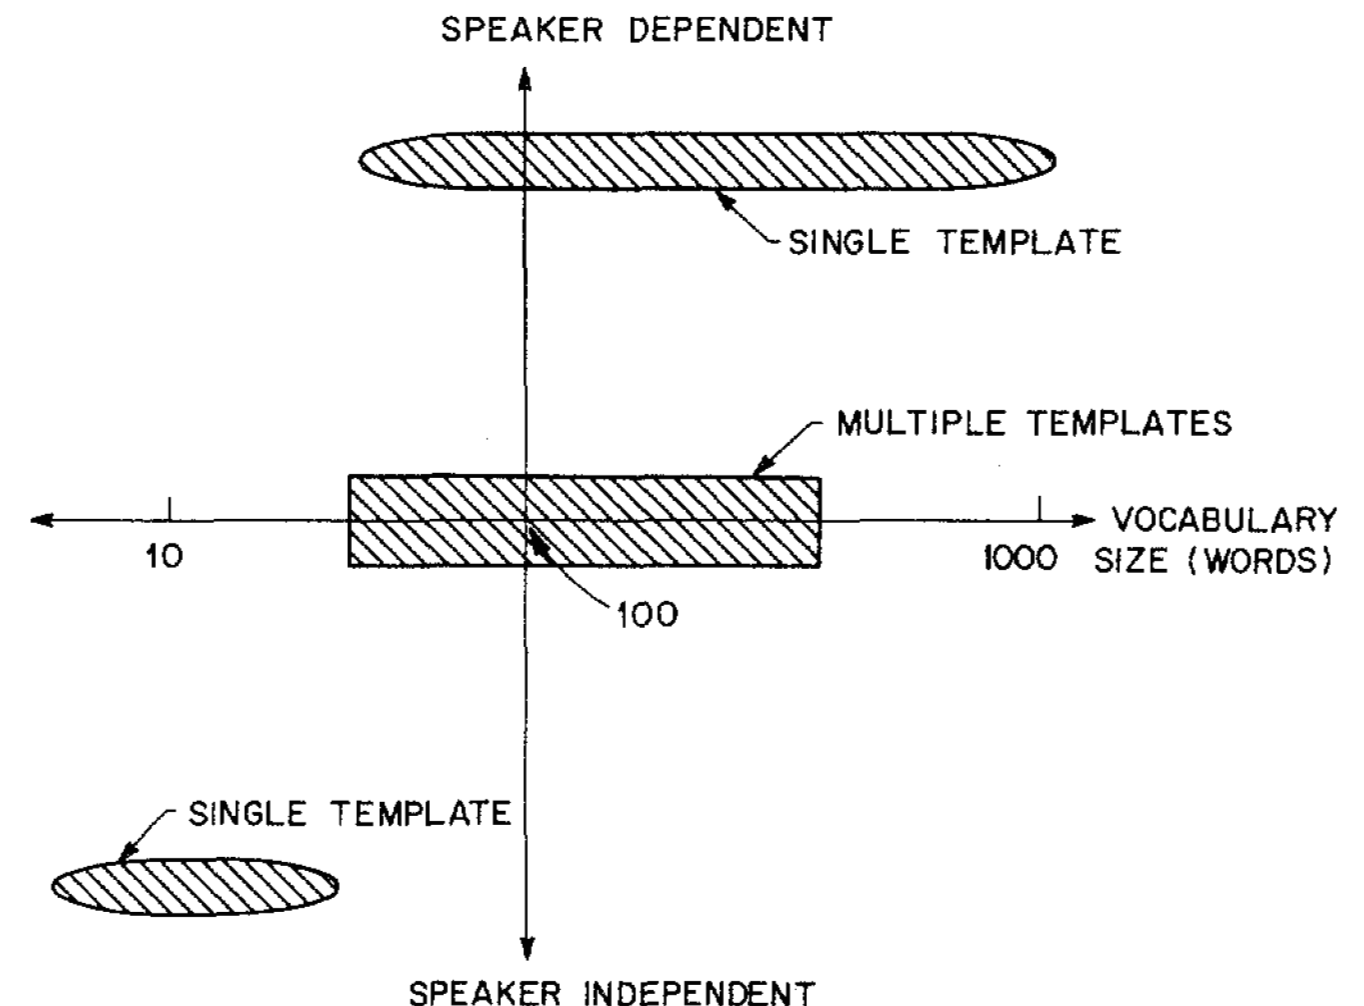 SPEAKER DEPENDENT
SINGLE TEMPLATE
MULTIPLE TEMPLATES
10
1000
VOCABULARY
SIZE (WORDS)
100
SINGLE TEMPLATE
SPEAKER INDEPENDENT